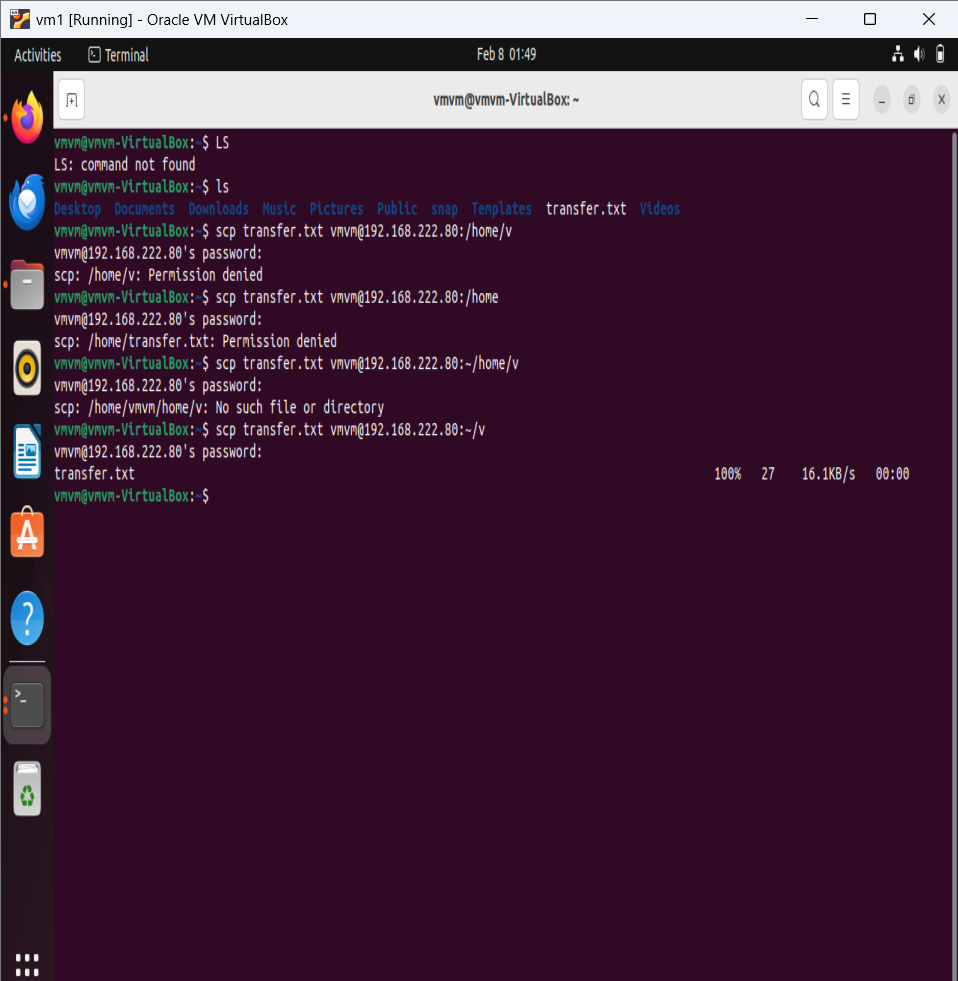 vm1 [Running] - Oracle VM VirtualBox
Activities Terminal Feb 8 01:49
vmvm@vmvm-VirtualBox: ~
vmvm@vmvm-VirtualBox:~$ LS
LS: command not found
vmvm@vmvm-VirtualBox:~$ ls
Desktop Documents Downloads Music Pictures Public snap Templates transfer.txt Videos
vmvm@vmvm-VirtualBox:~$ scp transfer.txt vmvm@192.168.222.80:/home/v
vmvm@192.168.222.80's password:
scp: /home/v: Permission denied
vmvm@vmvm-VirtualBox:~$ scp transfer.txt vmvm@192.168.222.80:/home
vmvm@192.168.222.80's password:
scp: /home/transfer.txt: Permission denied
vmvm@vmvm-VirtualBox:~$ scp transfer.txt vmvm@192.168.222.80:~/home/v
vmvm@192.168.222.80's password:
scp: /home/vmvm/home/v: No such file or directory
vmvm@vmvm-VirtualBox:~$ scp transfer.txt vmvm@192.168.222.80:~/v
vmvm@192.168.222.80's password:
transfer.txt 100% 27 16.1KB/s 00:00
vmvm@vmvm-VirtualBox:~$